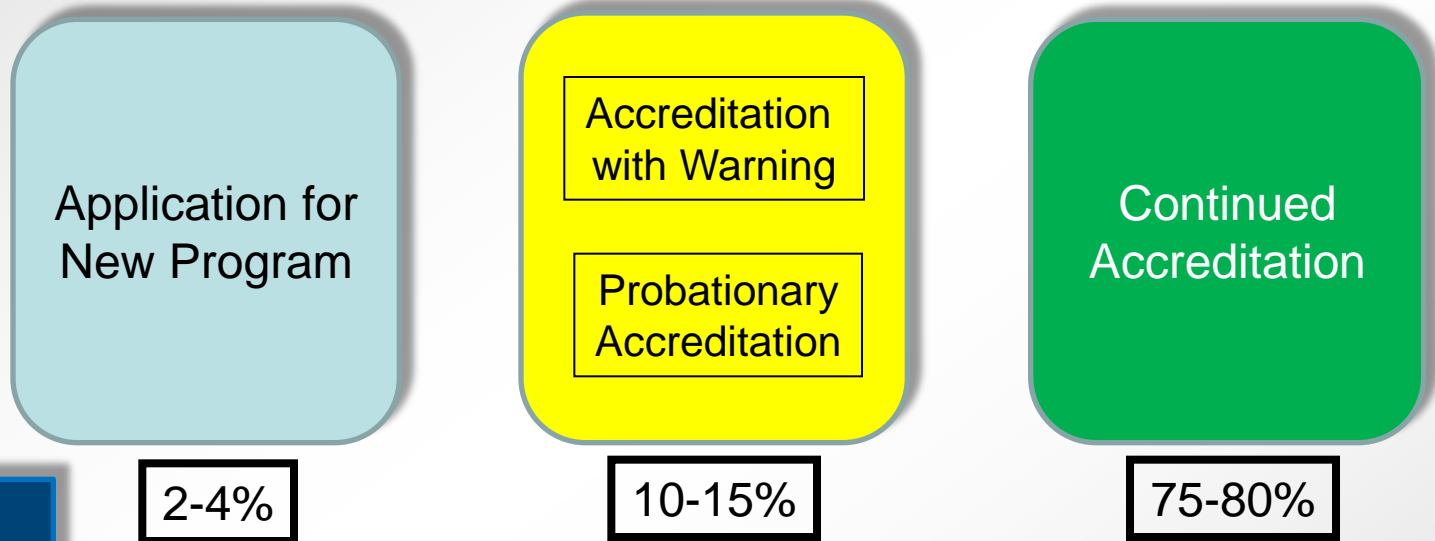 Application for
New Program
2-4%
Accreditation
with Warning
Probationary
Accreditation
10-15%
Continued
Accreditation
75-80%